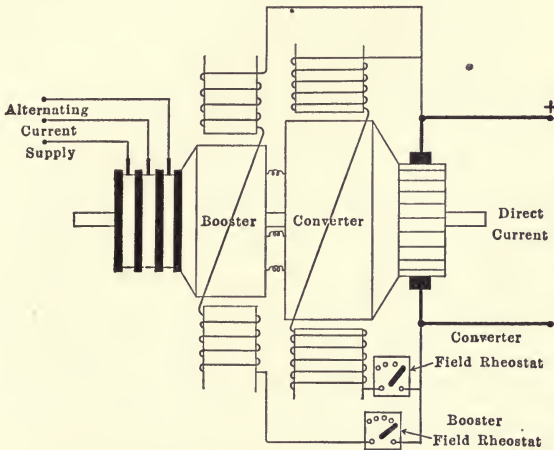 Alternating
Current
Supply
+
Booster
Converter
Direct
Current
Converter
Field Rheostat
Booster
Field Rheostat